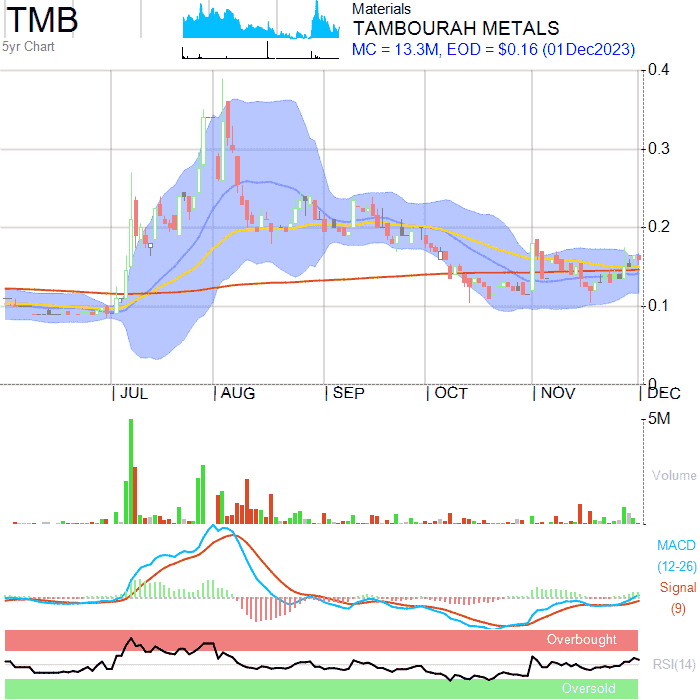 TMB
5yr Chart
Materials
TAMBOURAH METALS
MC = 13.3M, EOD = $0.16 (01Dec2023)
0.4
0.3
0.2
0.1
0
JUL AUG SEP OCT NOV DEC
5M
Volume
MACD
(12-26)
Signal
(9)
Overbought
RSI(14)
Oversold